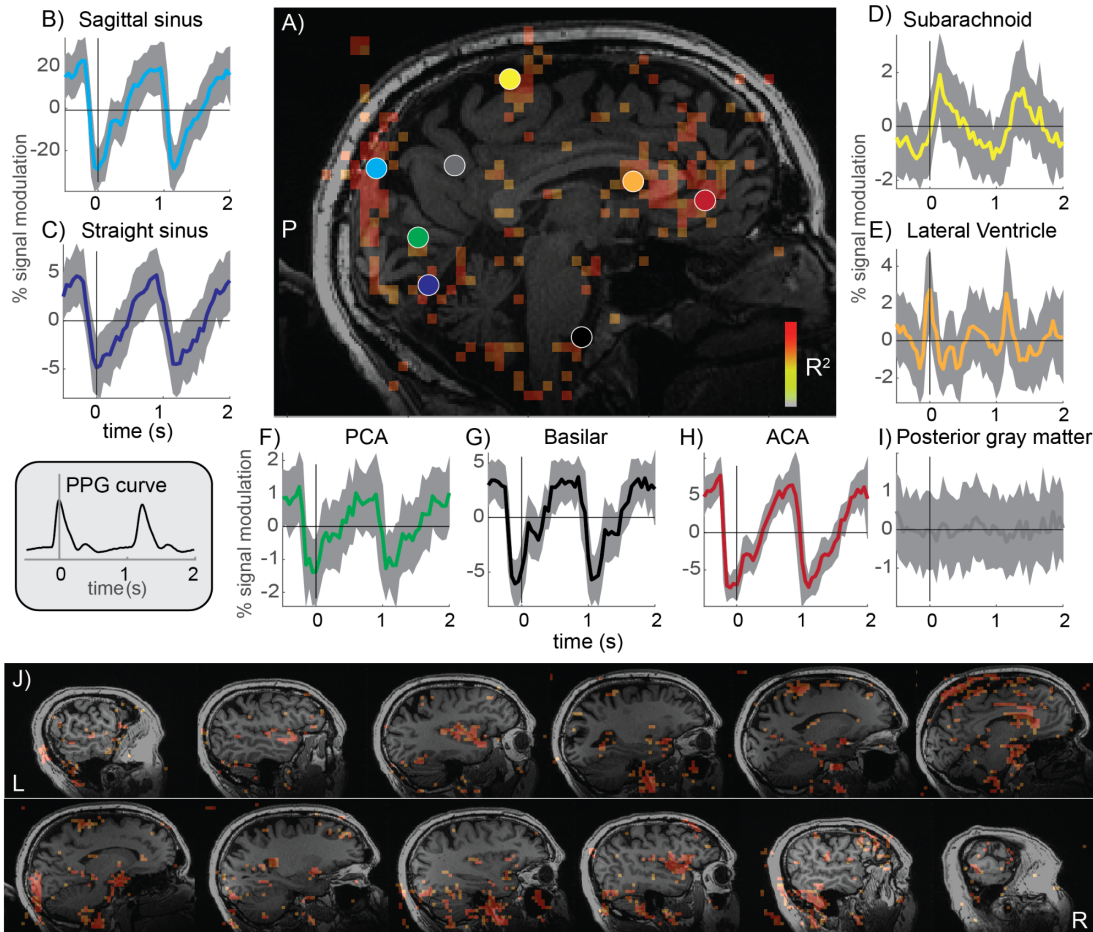 B) Sagittal sinus
20
0
-20
0
1
2
% signal modulation
C) Straight sinus
5
0
-5
0
1
2
time (s)
A)
P
R²
D) Subarachnoid
2
0
-2
0
1
2
% signal modulation
E) Lateral Ventricle
4
2
0
-2
0
1
2
PPG curve
0
1
2
time(s)
F) PCA
2
1
0
-1
-2
0
1
2
% signal modulation
G) Basilar
5
0
-5
0
1
2
time (s)
H) ACA
5
0
-5
0
1
2
I) Posterior gray matter
1
0
-1
0
1
2
time (s)
J)
L
R